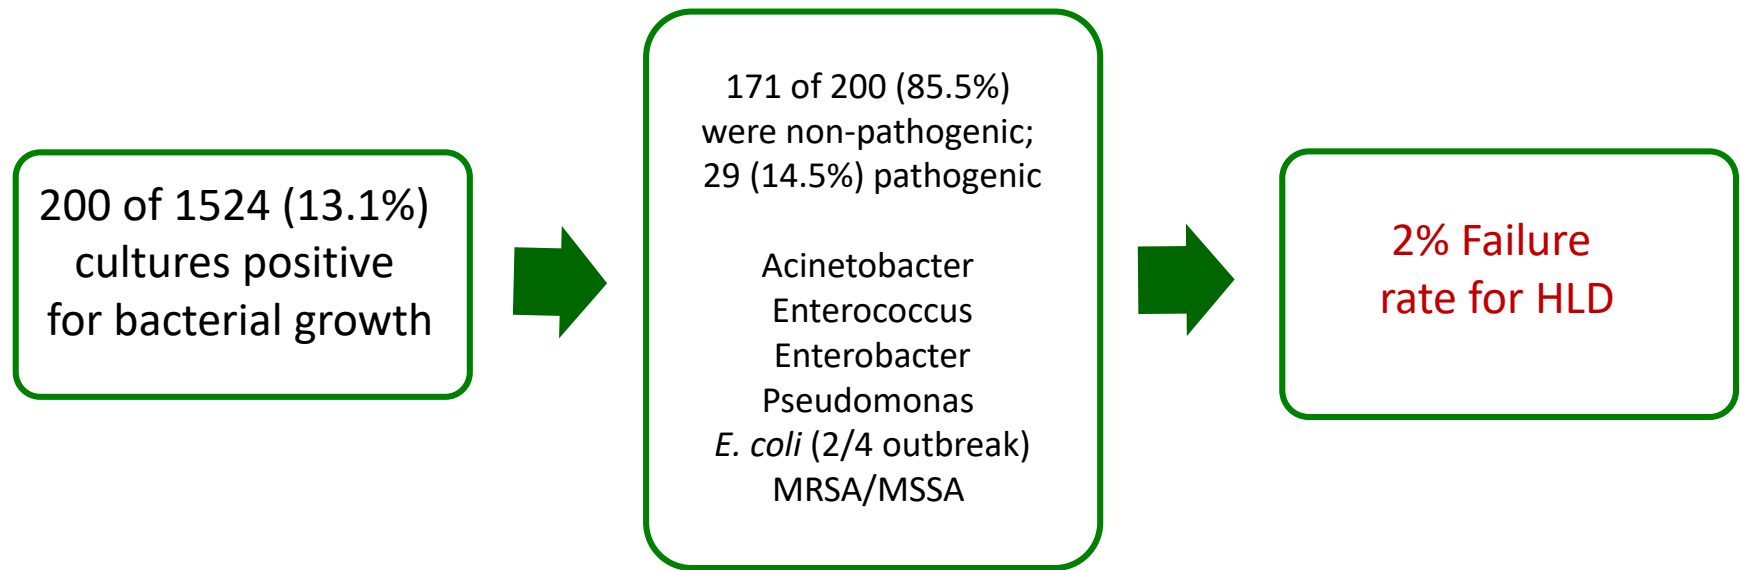 200 of 1524 (13.1%)
cultures positive
for bacterial growth
171 of 200 (85.5%)
were non-pathogenic;
29 (14.5%) pathogenic
Acinetobacter
Enterococcus
Enterobacter
Pseudomonas
E. coli (2/4 outbreak)
MRSA/MSSA
2% Failure
rate for HLD